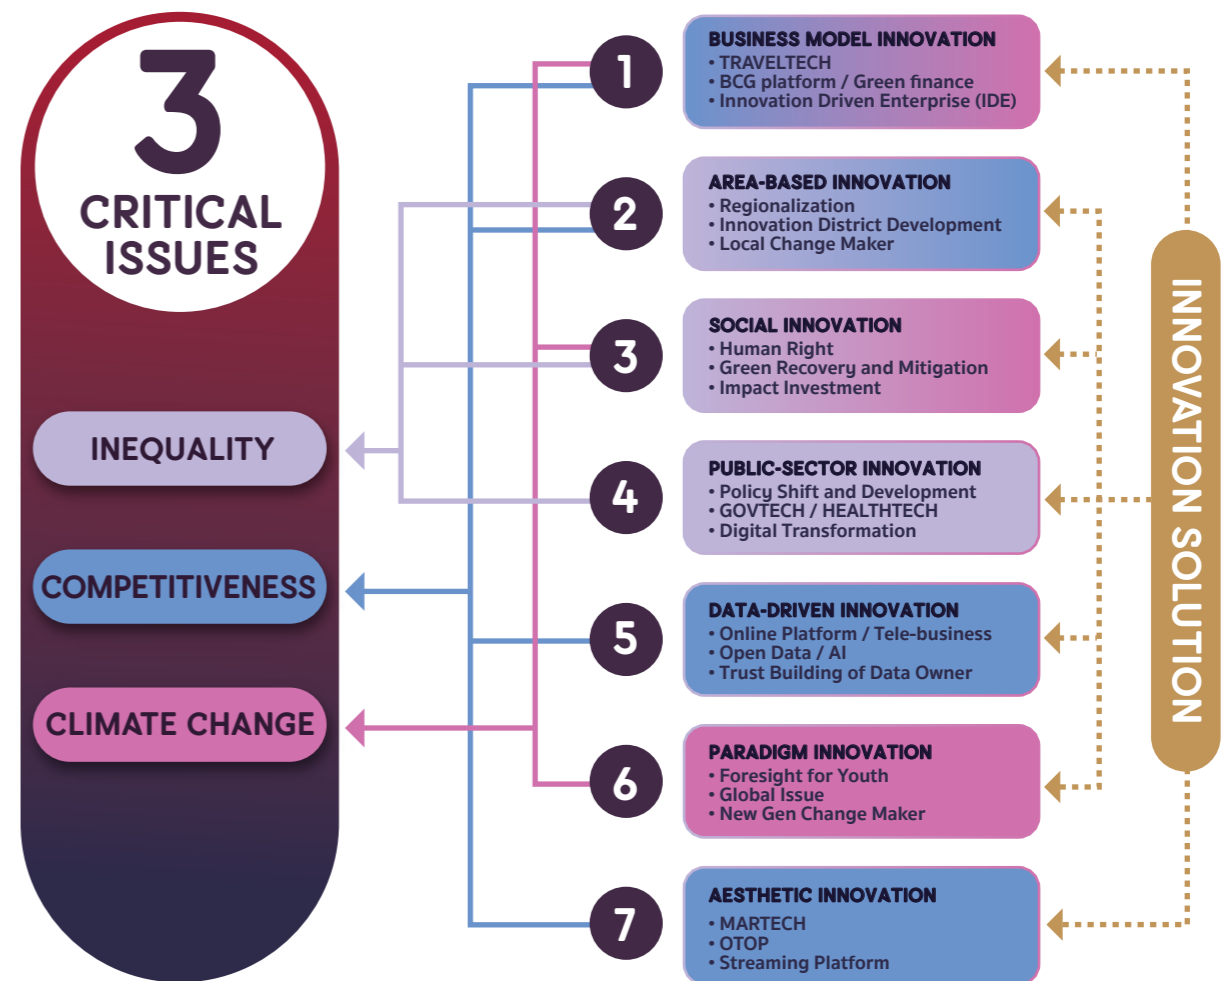 3
CRITICAL
ISSUES
INEQUALITY
COMPETITIVENESS
CLIMATE CHANGE
1
BUSINESS MODEL INNOVATION
• TRAVELTECH
• BCG platform / Green finance
• Innovation Driven Enterprise (IDE)
2
AREA-BASED INNOVATION
• Regionalization
• Innovation District Development
• Local Change Maker
3
SOCIAL INNOVATION
• Human Right
• Green Recovery and Mitigation
• Impact Investment
4
PUBLIC-SECTOR INNOVATION
• Policy Shift and Development
• GOVTECH / HEALTHTECH
• Digital Transformation
5
DATA-DRIVEN INNOVATION
• Online Platform / Tele-business
• Open Data / AI
• Trust Building of Data Owner
6
PARADIGM INNOVATION
• Foresight for Youth
• Global Issue
• New Gen Change Maker
7
AESTHETIC INNOVATION
• MARTECH
• OTOP
• Streaming Platform
INNOVATION SOLUTION